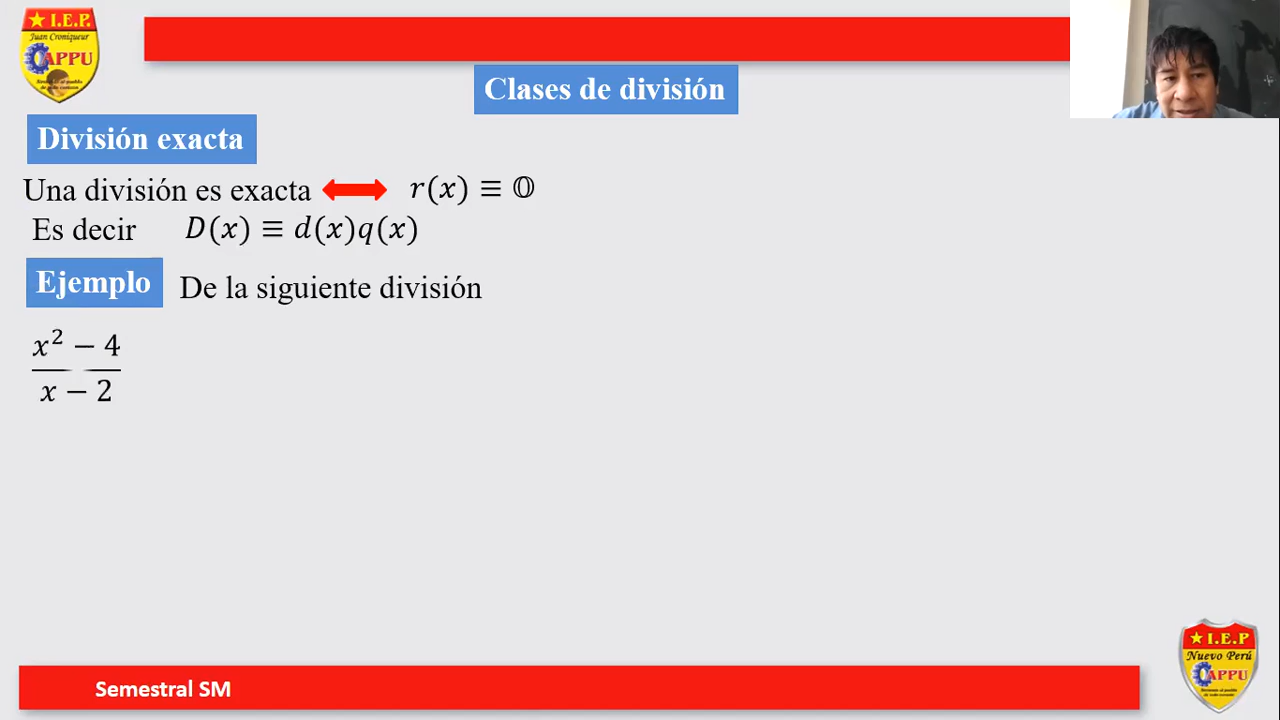 I.E.P.
Juan Croniqueur
CAPPU
Clases de división
División exacta
Una división es exacta ⟷ r(x) ≡ 𝕆
Es decir D(x) ≡ d(x)q(x)
Ejemplo De la siguiente división
x² − 4
x − 2
Semestral SM
I.E.P
Nuevo Perú
CAPPU